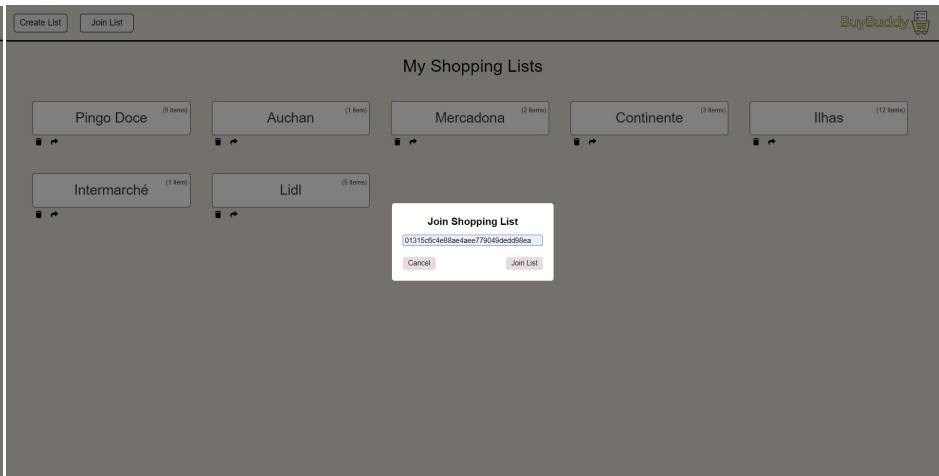 Create List Join List BuyBuddy
My Shopping Lists
Pingo Doce (9 items) Auchan (1 item) Mercadona (2 items) Continente (3 items) Ilhas (12 items)
Intermarché (1 item) Lidl (5 items)
Join Shopping List
01315c6c4e88ae4aee779049dedd98ea
Cancel Join List